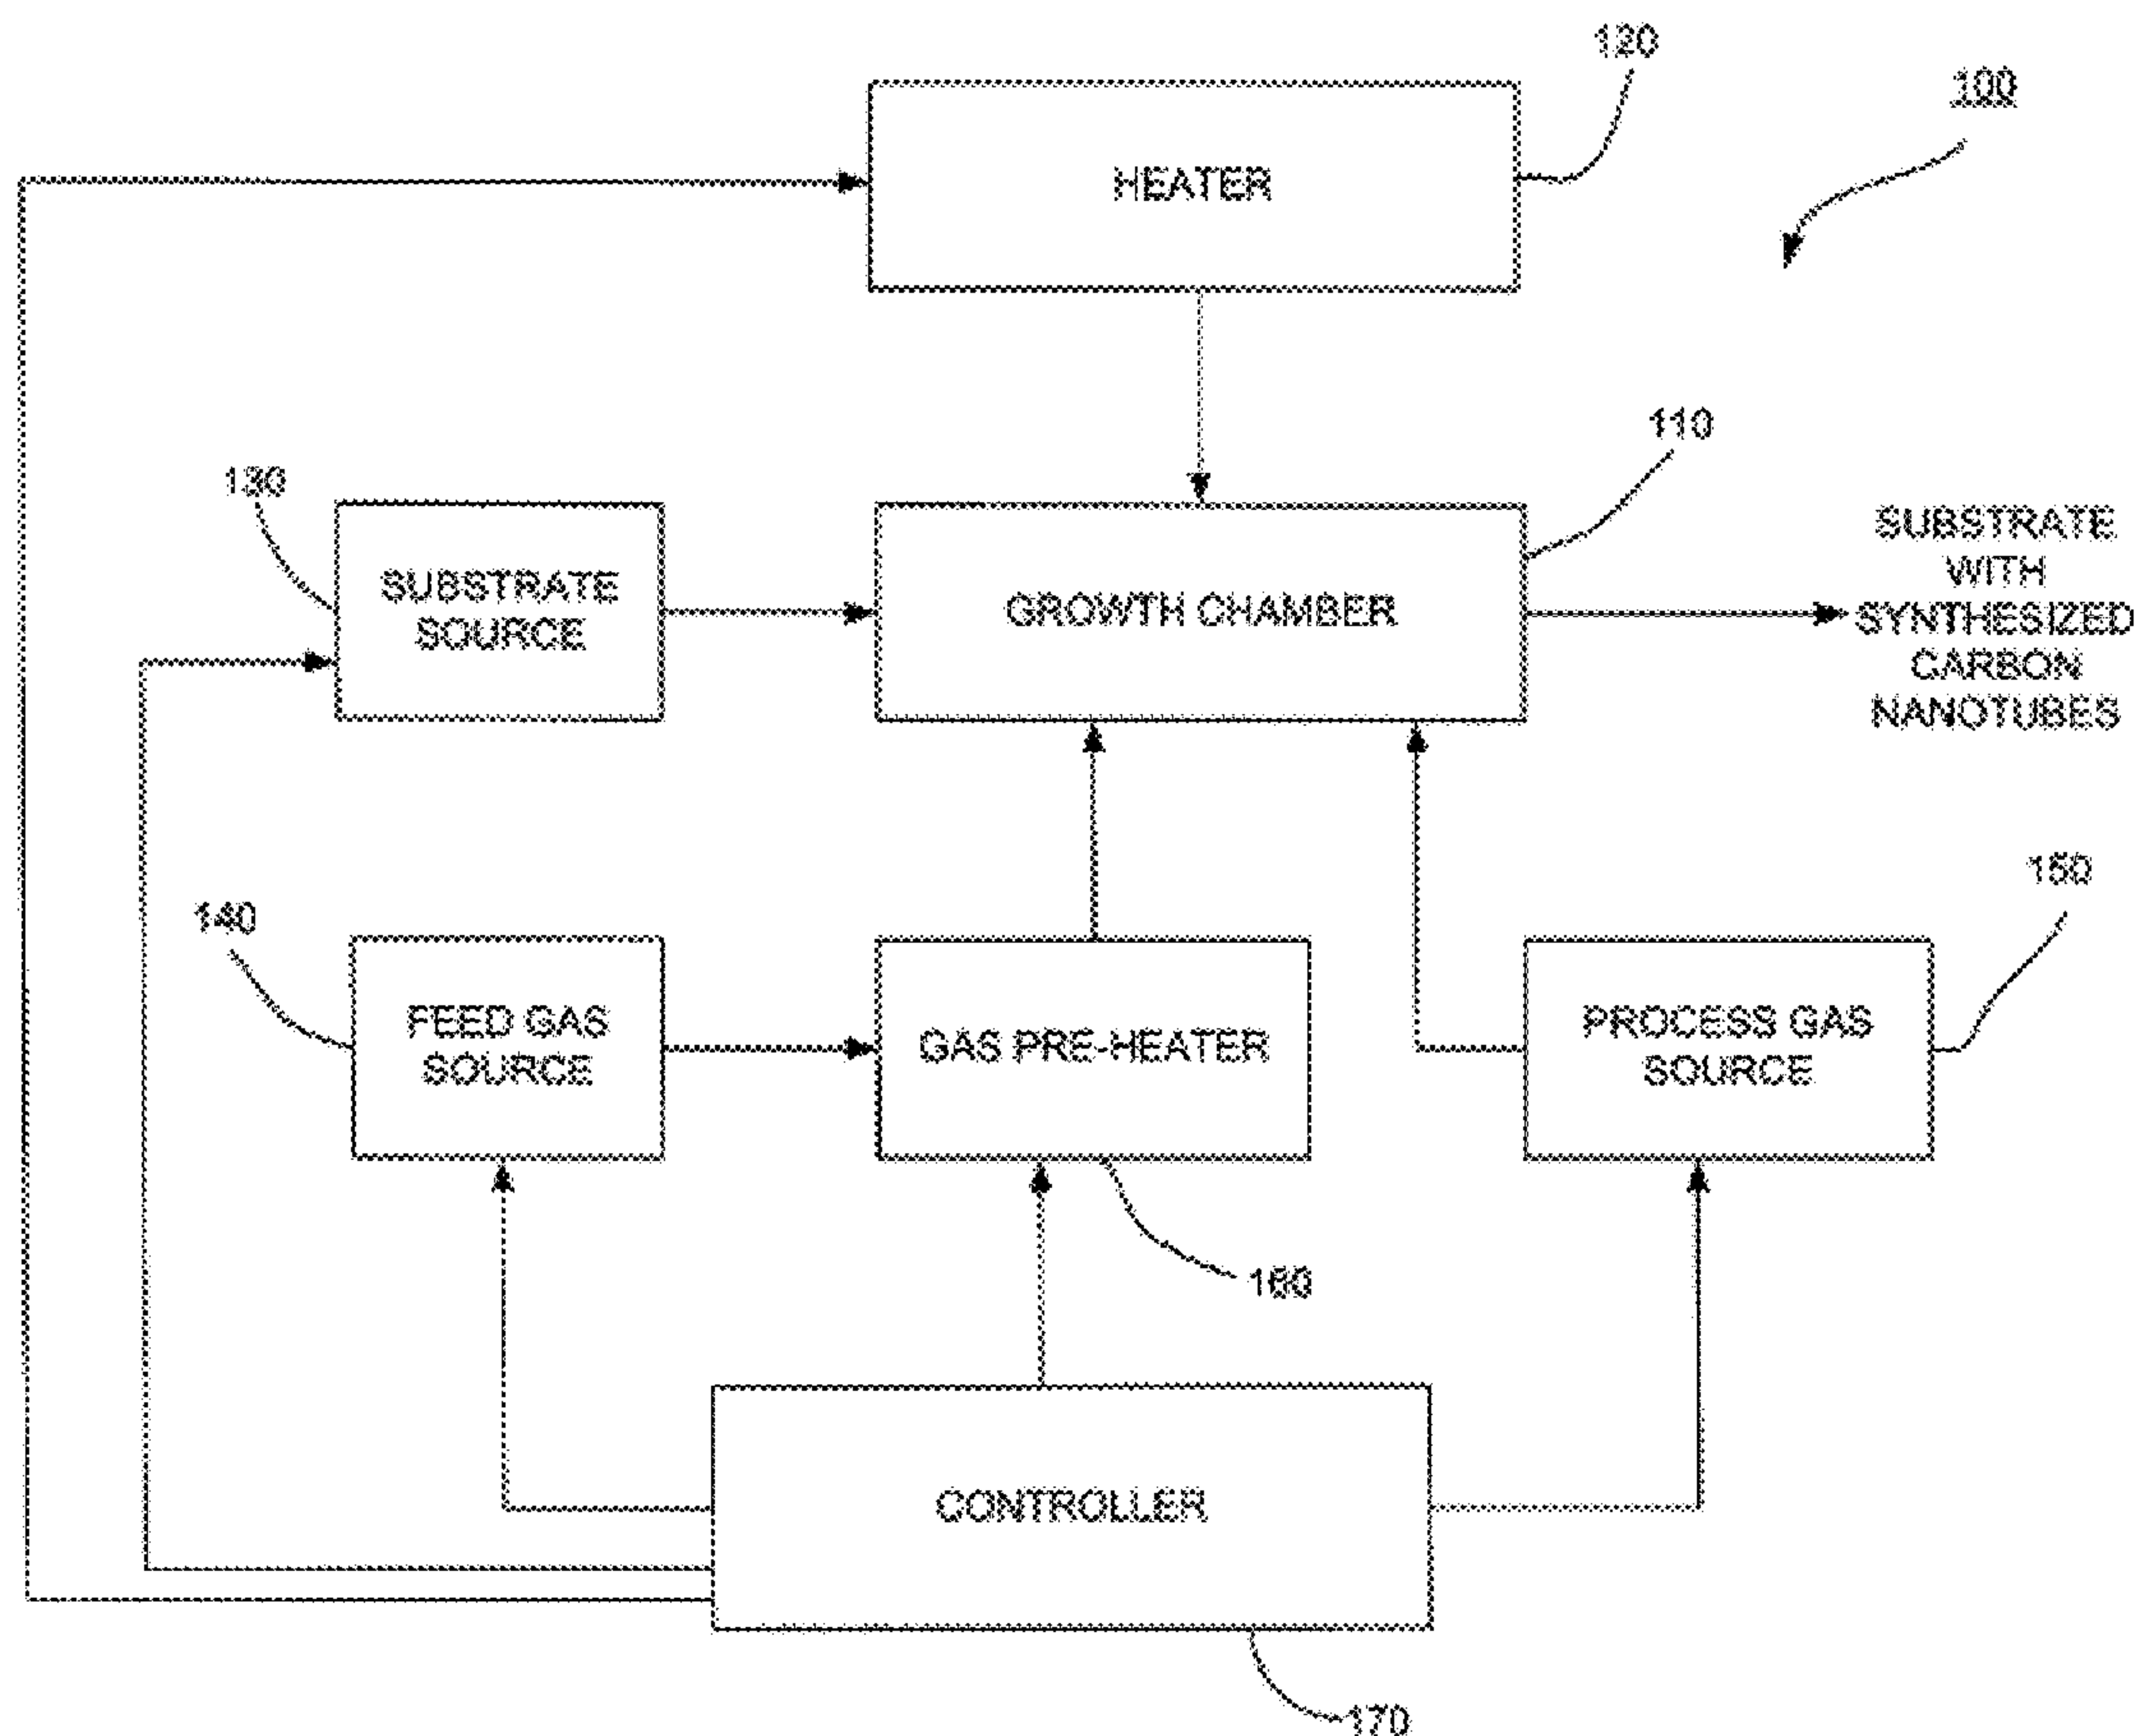 120
100
HEATER
110
130
SUBSTRATE
SOURCE
GROWTH CHAMBER
SUBSTRATE
WITH
SYNTHESIZED
CARBON
NANOTUBES
150
140
FEED GAS
SOURCE
GAS PRE-HEATER
PROCESS GAS
SOURCE
160
CONTROLLER
170